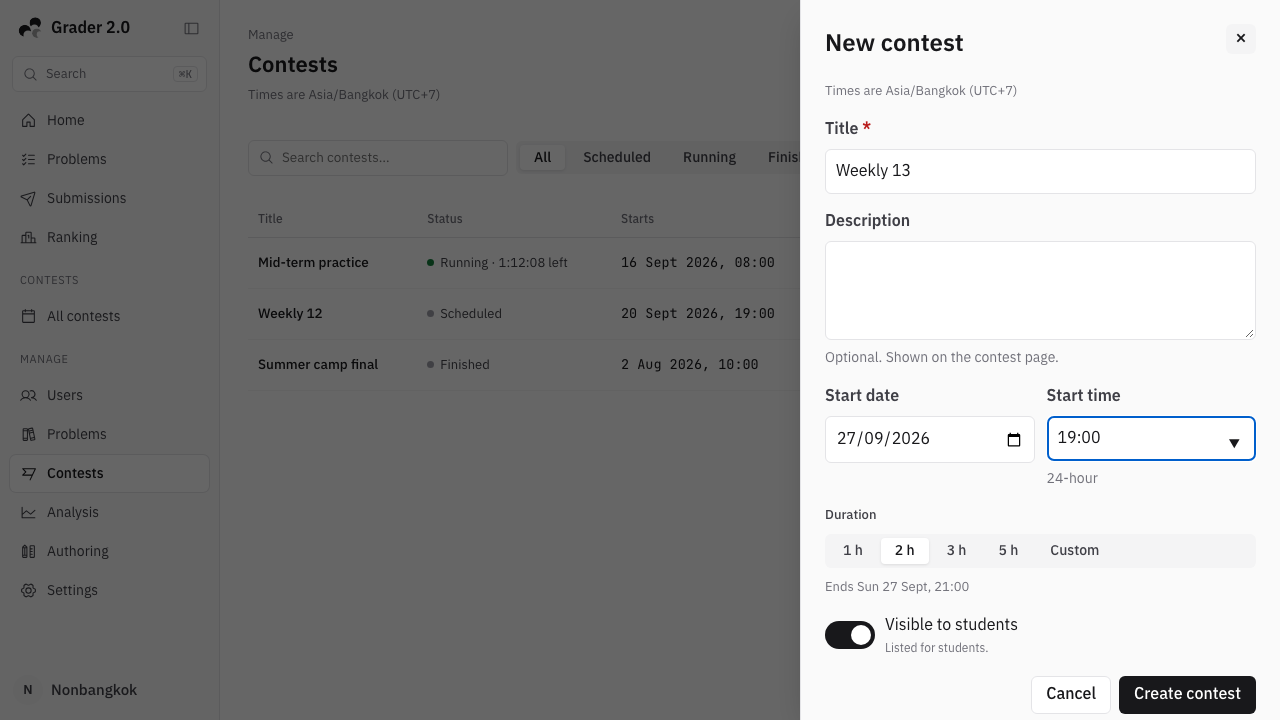 Grader 2.0
Search ⌘K
Home
Problems
Submissions
Ranking
CONTESTS
All contests
MANAGE
Users
Problems
Contests
Analysis
Authoring
Settings
N Nonbangkok
Manage
Contests
Times are Asia/Bangkok (UTC+7)
Search contests...
All Scheduled Running Finis
Title Status Starts
Mid-term practice Running · 1:12:08 left 16 Sept 2026, 08:00
Weekly 12 Scheduled 20 Sept 2026, 19:00
Summer camp final Finished 2 Aug 2026, 10:00
New contest
×
Times are Asia/Bangkok (UTC+7)
Title *
Weekly 13
Description
Optional. Shown on the contest page.
Start date Start time
27/09/2026 19:00
24-hour
Duration
1 h 2 h 3 h 5 h Custom
Ends Sun 27 Sept, 21:00
Visible to students
Listed for students.
Cancel Create contest